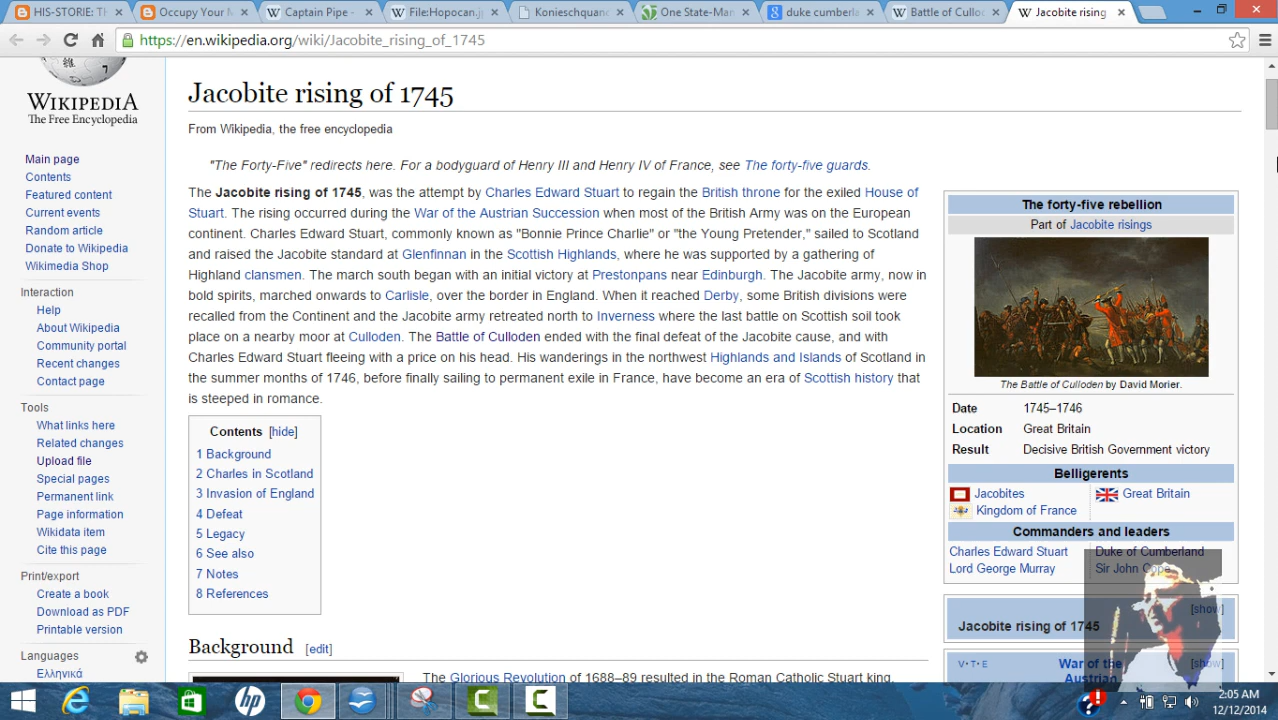 HIS-STORIE: Th
Occupy Your M
Captain Pipe -
File:Hopocan.j
Konieschquan
One State-Man
duke cumberla
Battle of Cullo
Jacobite rising
https://en.wikipedia.org/wiki/Jacobite_rising_of_1745
WIKIPEDIA
The Free Encyclopedia
Main page
Contents
Featured content
Current events
Random article
Donate to Wikipedia
Wikimedia Shop
Interaction
Help
About Wikipedia
Community portal
Recent changes
Contact page
Tools
What links here
Related changes
Upload file
Special pages
Permanent link
Page information
Wikidata item
Cite this page
Print/export
Create a book
Download as PDF
Printable version
Languages
Ελληνικά
Jacobite rising of 1745
From Wikipedia, the free encyclopedia
"The Forty-Five" redirects here. For a bodyguard of Henry III and Henry IV of France, see The forty-five guards.
The Jacobite rising of 1745, was the attempt by Charles Edward Stuart to regain the British throne for the exiled House of
Stuart. The rising occurred during the War of the Austrian Succession when most of the British Army was on the European
continent. Charles Edward Stuart, commonly known as "Bonnie Prince Charlie" or "the Young Pretender," sailed to Scotland
and raised the Jacobite standard at Glenfinnan in the Scottish Highlands, where he was supported by a gathering of
Highland clansmen. The march south began with an initial victory at Prestonpans near Edinburgh. The Jacobite army, now in
bold spirits, marched onwards to Carlisle, over the border in England. When it reached Derby, some British divisions were
recalled from the Continent and the Jacobite army retreated north to Inverness where the last battle on Scottish soil took
place on a nearby moor at Culloden. The Battle of Culloden ended with the final defeat of the Jacobite cause, and with
Charles Edward Stuart fleeing with a price on his head. His wanderings in the northwest Highlands and Islands of Scotland in
the summer months of 1746, before finally sailing to permanent exile in France, have become an era of Scottish history that
is steeped in romance.
Contents [hide]
1 Background
2 Charles in Scotland
3 Invasion of England
4 Defeat
5 Legacy
6 See also
7 Notes
8 References
Background [edit]
The Glorious Revolution of 1688–89 resulted in the Roman Catholic Stuart king,
The forty-five rebellion
Part of Jacobite risings
The Battle of Culloden by David Morier.
Date 1745–1746
Location Great Britain
Result Decisive British Government victory
Belligerents
Jacobites
Kingdom of France
Great Britain
Commanders and leaders
Charles Edward Stuart
Lord George Murray
Duke of Cumberland
Sir John Cope
[show]
Jacobite rising of 1745
V·T·E War of the [show]
Austrian
hp
2:05 AM
12/12/2014